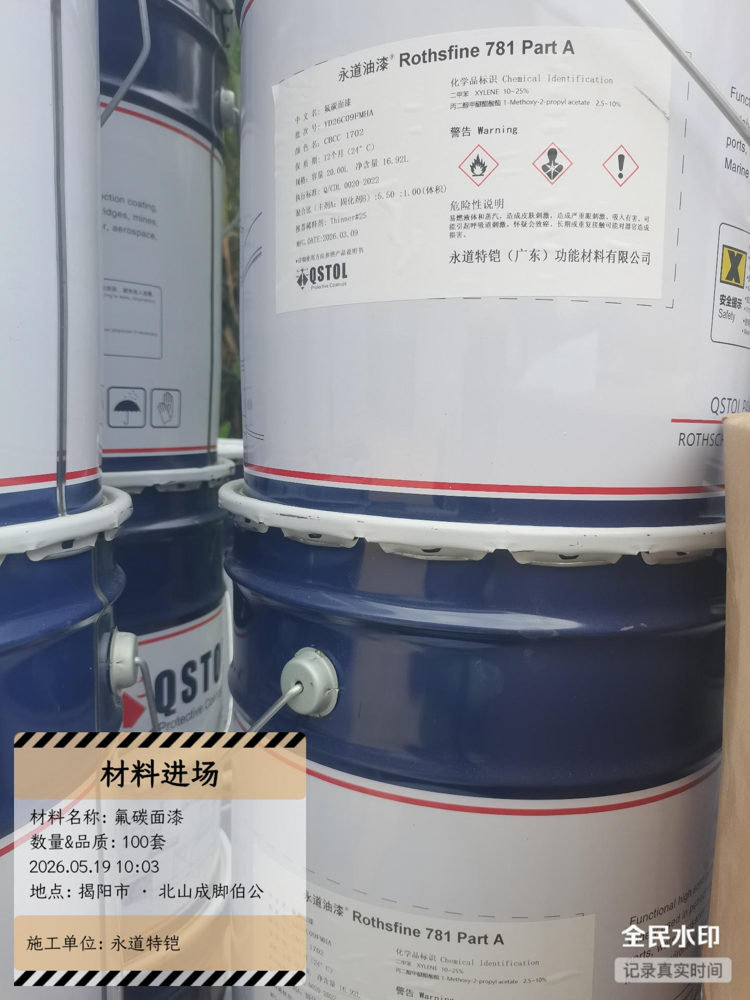 永道油漆® Rothsfine 781 Part A
中 文 名: 氟碳面漆
批 次 号: YD26C09FMHA
颜 色 名: CBCC 1702
保 质 期: 12个月 (24° C)
规格: 容量 20.00L 净含量 16.92L
执行标准: Q/CDL 0020-2022
混合比 (主剂A: 固化剂B) :5.50 :1.00(体积)
推荐稀释剂: Thinner#25
MFG.DATE:2026.03.09
*详细使用方法参照产品说明书
QSTOL
Protective Coatings
化学品标识 Chemical Identification
二甲苯 XYLENE 10~25%
丙二醇甲醚醋酸酯 1-Methoxy-2-propyl acetate 2.5~10%
警告 Warning
危险性说明
易燃液体和蒸汽，造成皮肤刺激，造成严重眼刺激。吸入有害。可
能引起呼吸道刺激。怀疑会致癌。长期或重复接触可能对器官造成
损害。
永道特铠（广东）功能材料有限公司
ports,
Marine
X
安全提示
Safety
QSTOL
coating,
mines,
aerospace,
physician if necessary
QSTOL
Protective
永道油漆® Rothsfine 781 Part A
1702
净含量 16.92L
0020-2022
化学品标识 Chemical Identification
二甲苯 XYLENE 10~25%
丙二醇甲醚醋酸酯 1-Methoxy-2-propyl acetate 2.5~10%
警告 Warning
Functional high
used in
材料进场
材料名称: 氟碳面漆
数量&品质: 100套
2026.05.19 10:03
地点: 揭阳市 · 北山成脚伯公
施工单位: 永道特铠
全民水印
记录真实时间